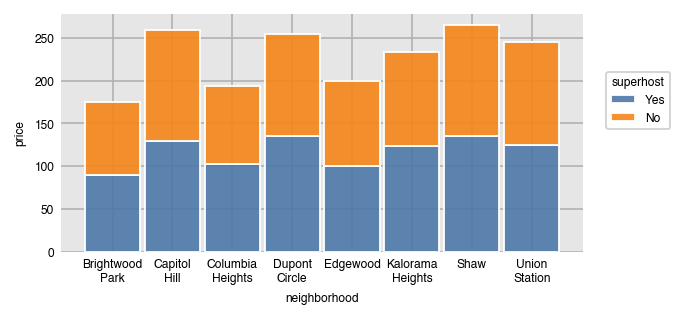 250
200
150
100
50
0
price
Brightwood Park
Capitol Hill
Columbia Heights
Dupont Circle
Edgewood
Kalorama Heights
Shaw
Union Station
neighborhood
superhost
Yes
No